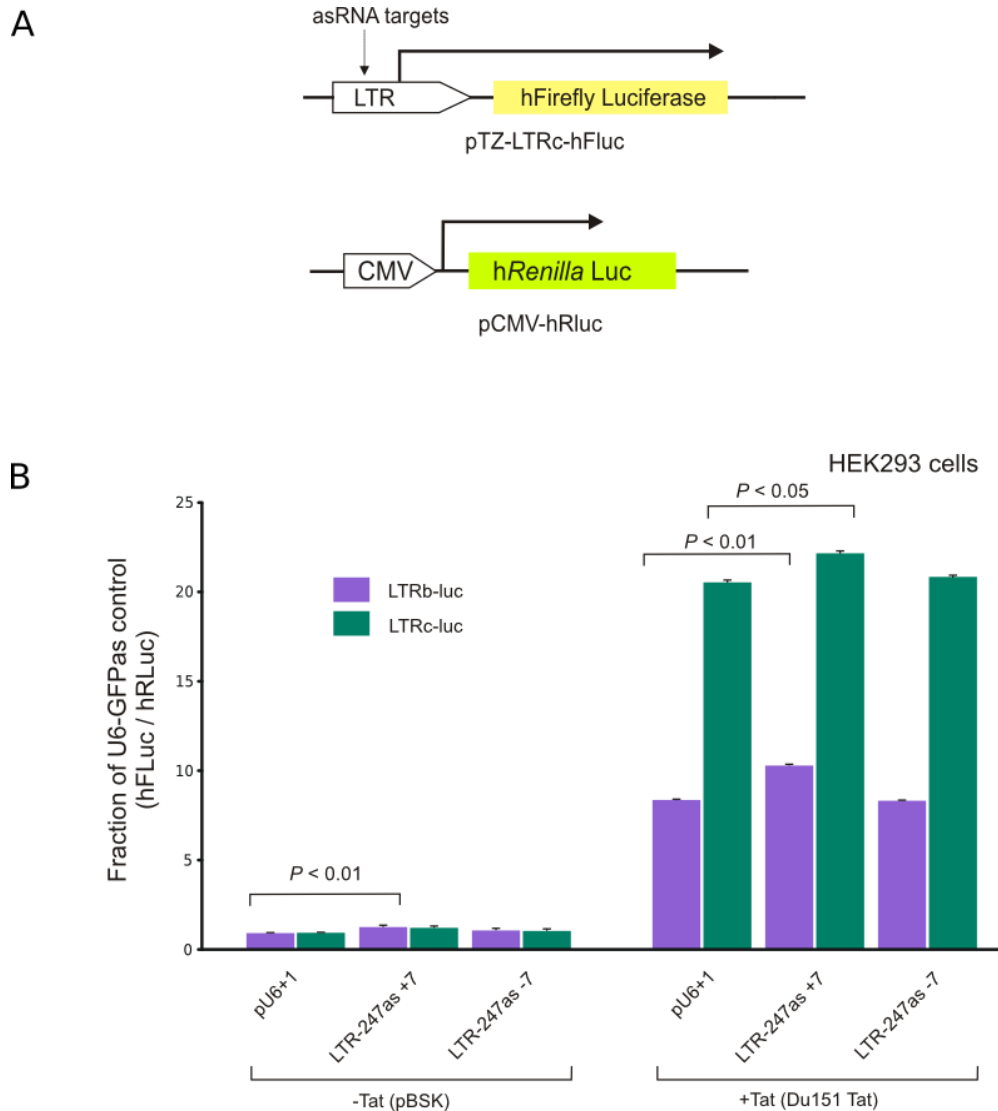 A
asRNA targets
LTR
hFirefly Luciferase
pTZ-LTRc-hFluc
CMV
hRenilla Luc
pCMV-hRluc
B
HEK293 cells
Fraction of U6-GFPas control
(hFLuc / hRLuc)
25
20
15
10
5
0
LTRb-luc
LTRc-luc
P < 0.01
P < 0.05
P < 0.01
pU6+1
LTR-247as +7
LTR-247as -7
pU6+1
LTR-247as +7
LTR-247as -7
-Tat (pBSK)
+Tat (Du151 Tat)